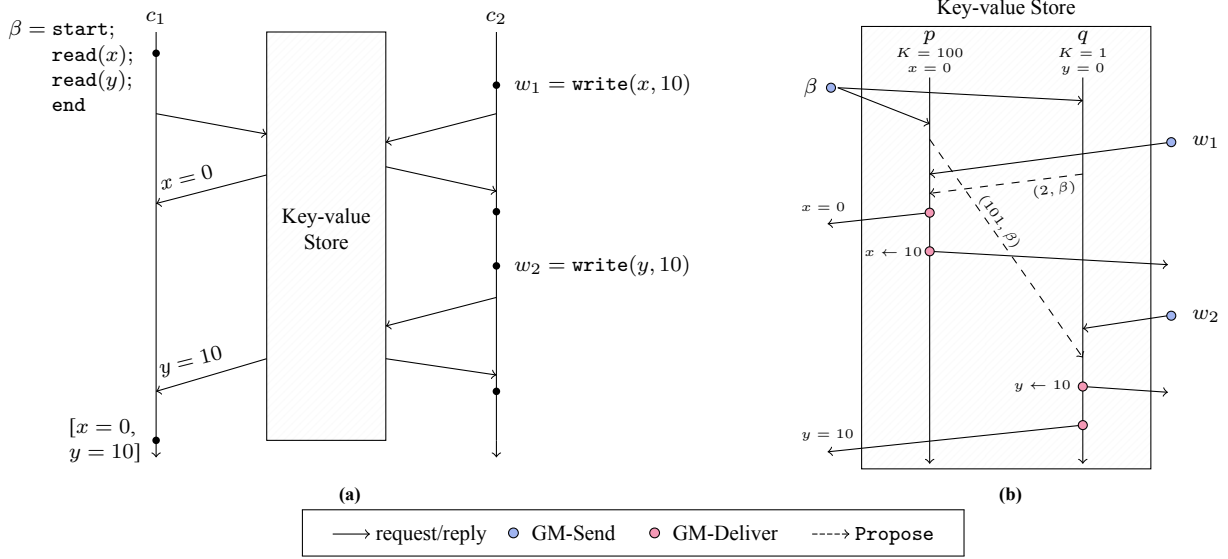 c₁
c₂
β = start;
read(x);
read(y);
end
w₁ = write(x, 10)
x = 0
Key-value
Store
w₂ = write(y, 10)
y = 10
[x = 0,
y = 10]
(a)
Key-value Store
p
q
K = 100
K = 1
x = 0
y = 0
β
w₁
(2, β)
x = 0
(101, β)
x ← 10
w₂
y ← 10
y = 10
(b)
request/reply
GM-Send
GM-Deliver
Propose